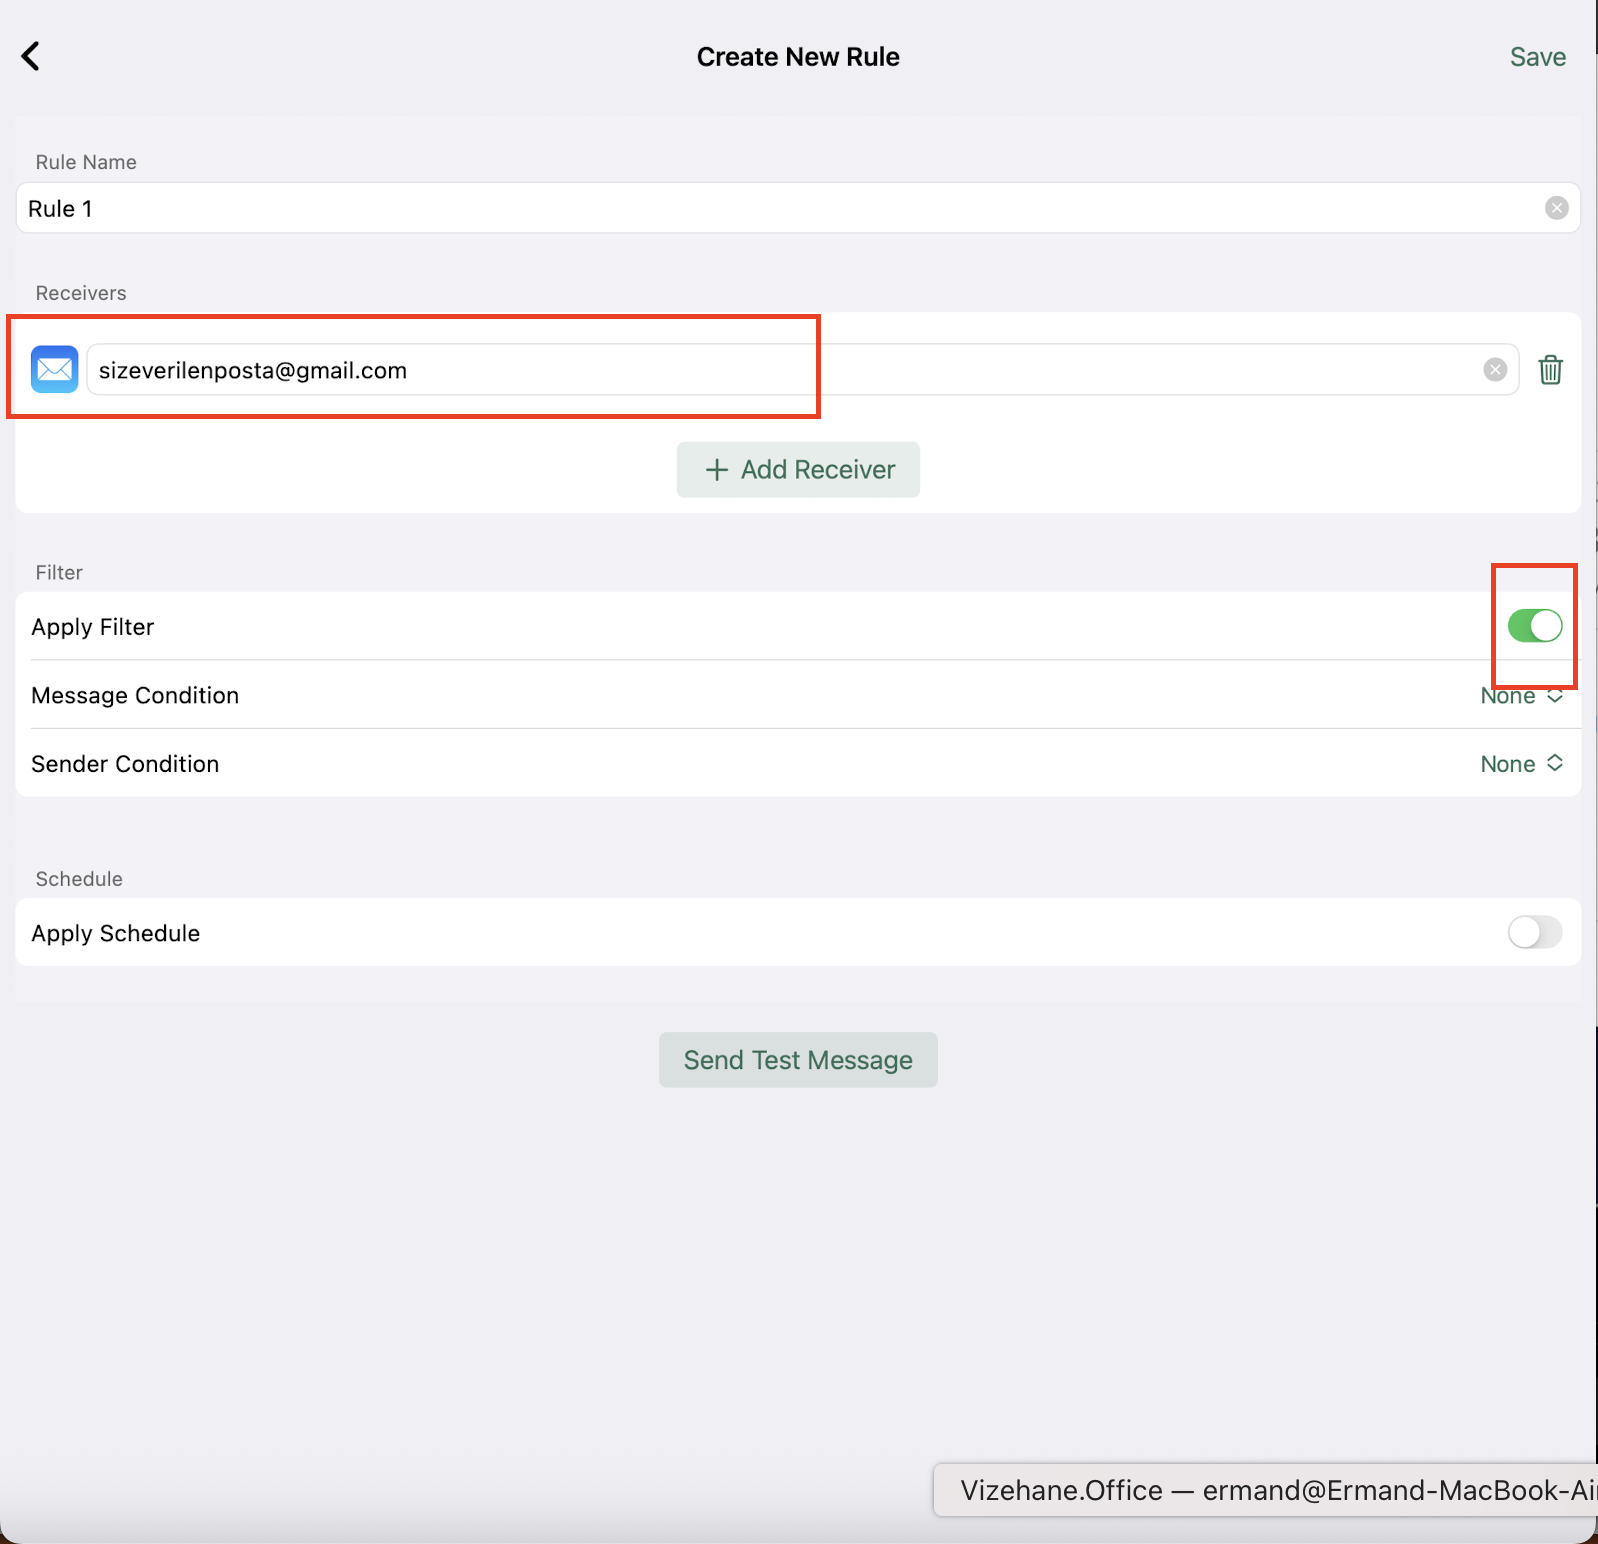 Create New Rule
Save
Rule Name
Rule 1
Receivers
sizeverilenposta@gmail.com
+ Add Receiver
Filter
Apply Filter
Message Condition
None
Sender Condition
None
Schedule
Apply Schedule
Send Test Message
Vizehane.Office — ermand@Ermand-MacBook-Ai